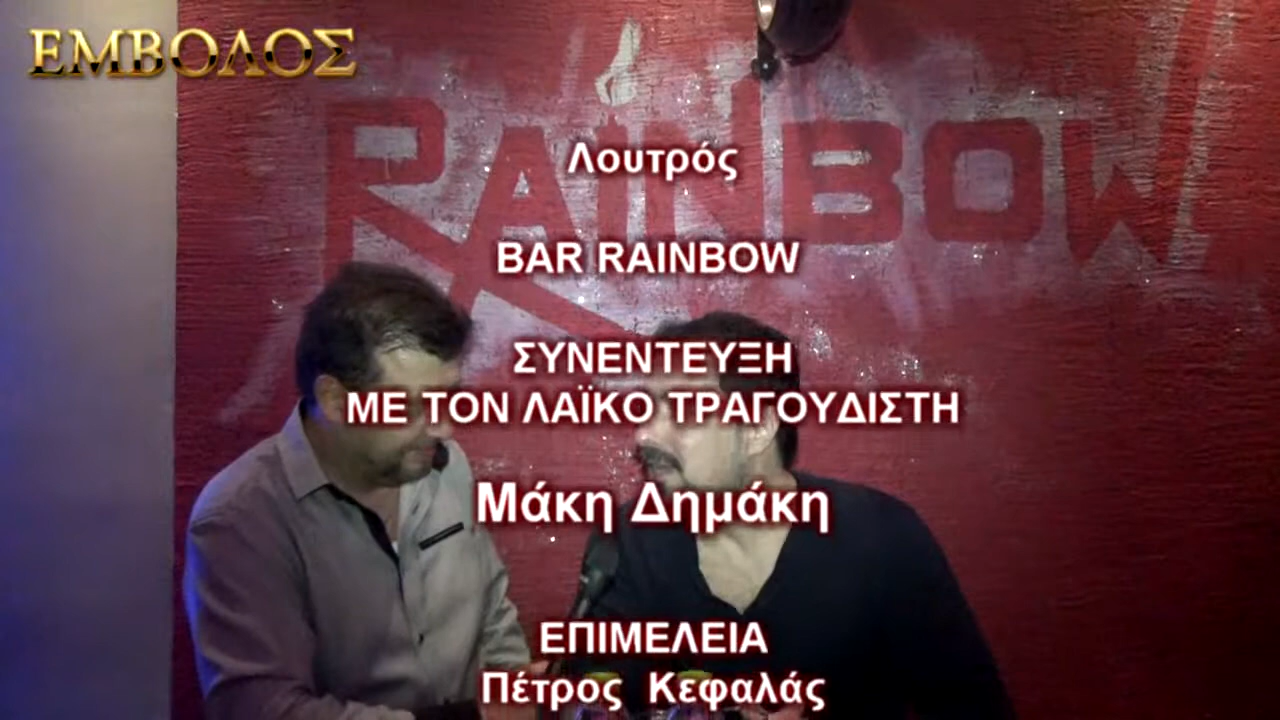 ΕΜΒΟΛΟΣ
RAINBOW
Λουτρός
BAR RAINBOW
ΣΥΝΕΝΤΕΥΞΗ
ΜΕ ΤΟΝ ΛΑΪΚΟ ΤΡΑΓΟΥΔΙΣΤΗ
Μάκη Δημάκη
ΕΠΙΜΕΛΕΙΑ
Πέτρος Κεφαλάς